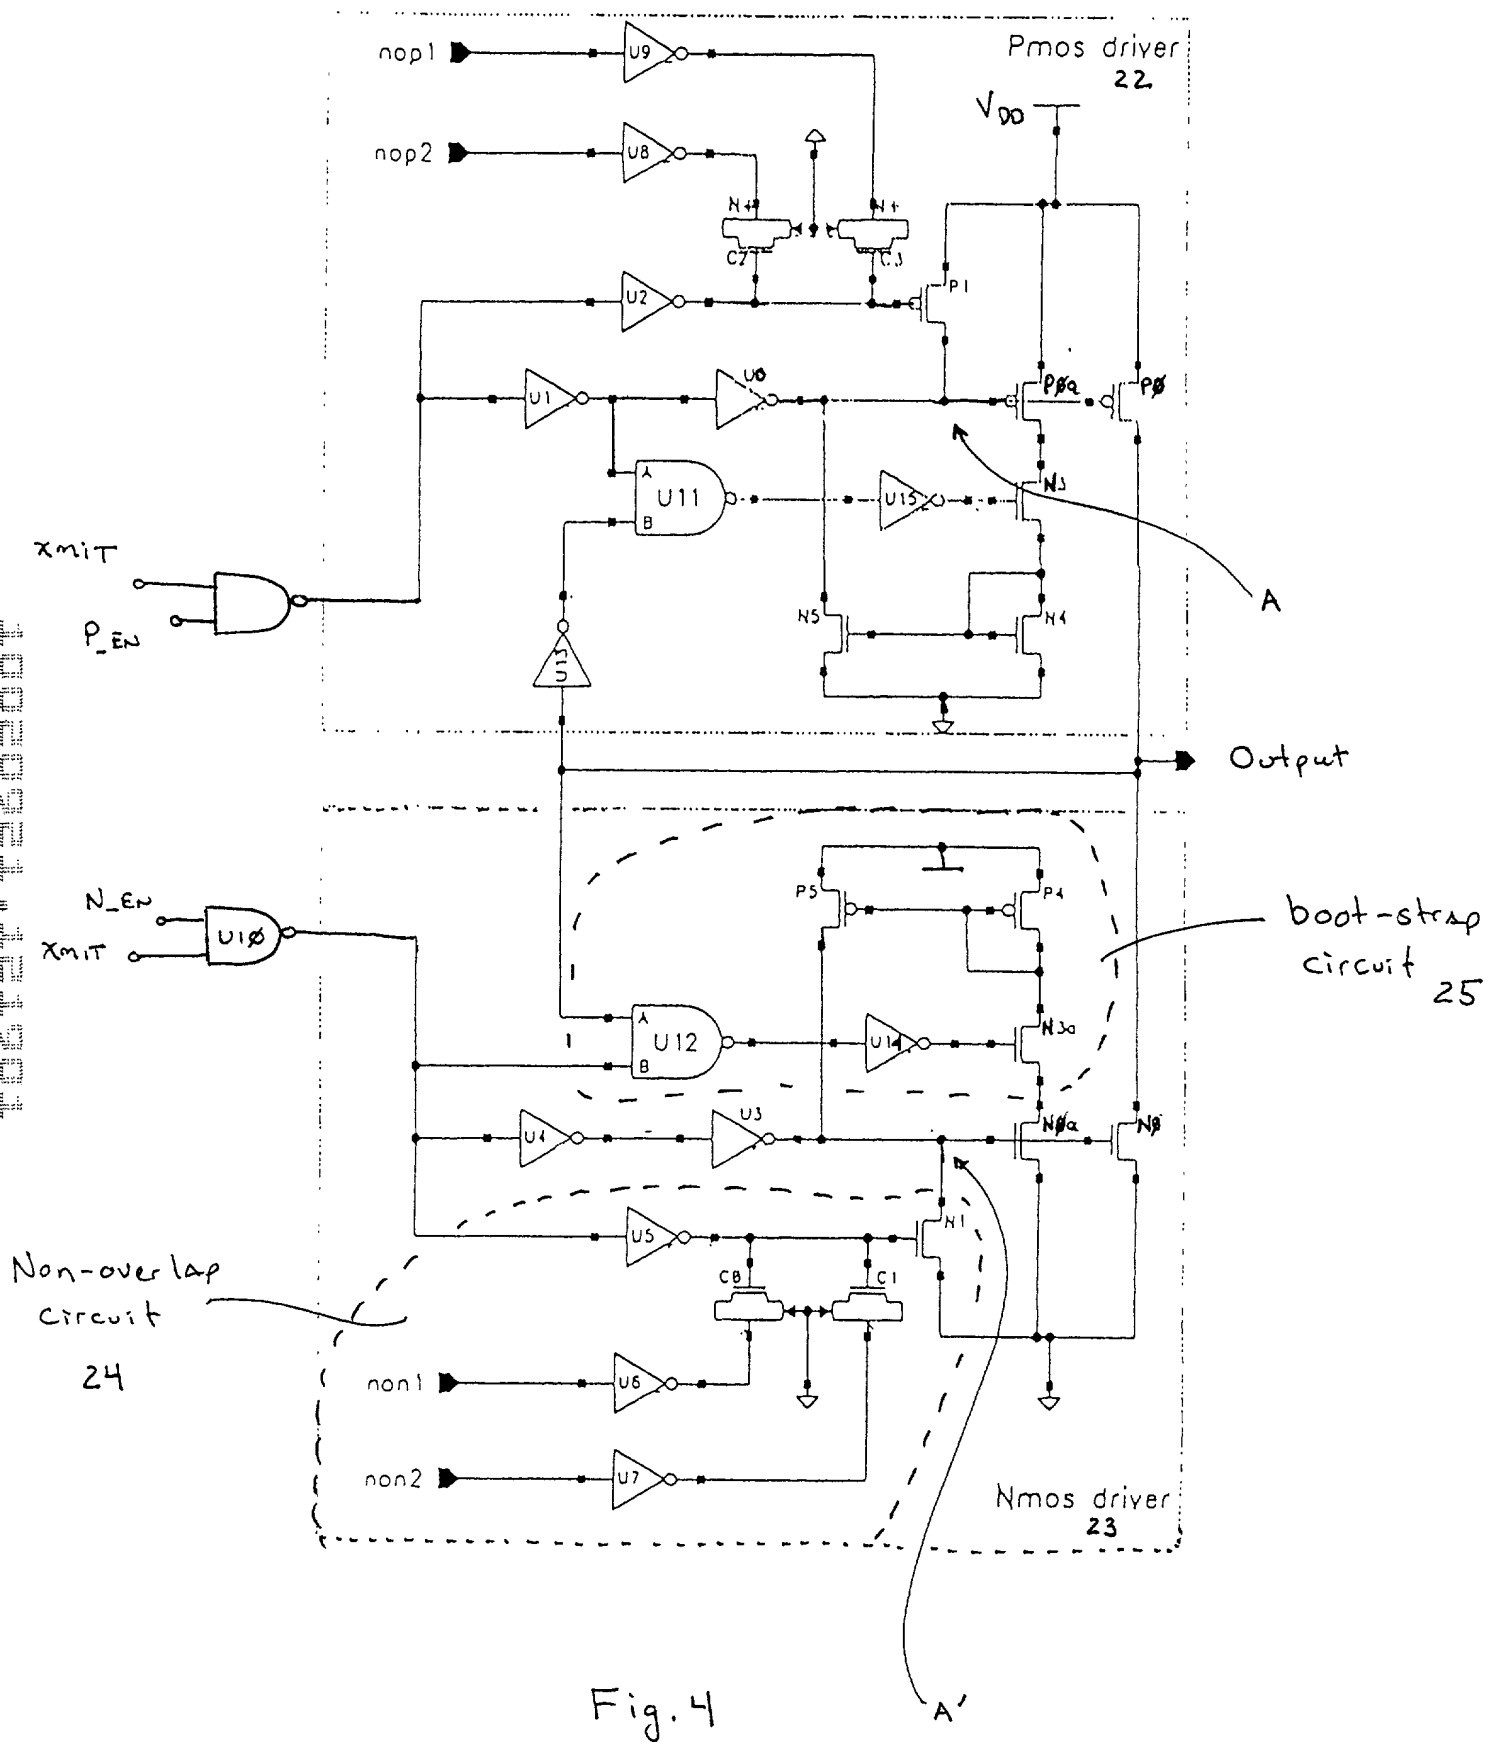 nop1
U9
Pmos driver
22
VDD
nop2
U8
N+
N+
C2
C3
U2
P1
U1
U0
PØa
PØ
A
U11
B
U15
N3
xmiT
P_EN
A
N5
N4
U13
Output
N_EN
U1Ø
xmiT
P5
P4
boot-strap
circuit
25
A
U12
B
U14
N3a
U4
U3
NØa
NØ
U5
N1
Non-overlap
circuit
24
C0
C1
non1
U6
non2
U7
Nmos driver
23
A'
Fig. 4